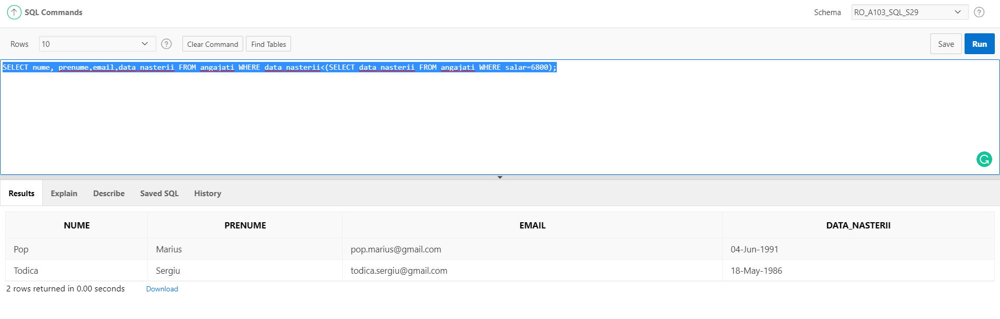 SQL Commands
Schema RO_A103_SQL_S29
Rows 10 Clear Command Find Tables Save Run
SELECT nume, prenume,email,data_nasterii FROM angajati WHERE data_nasterii<(SELECT data_nasterii FROM angajati WHERE salar=6800);
Results Explain Describe Saved SQL History
NUME PRENUME EMAIL DATA_NASTERII
Pop Marius pop.marius@gmail.com 04-Jun-1991
Todica Sergiu todica.sergiu@gmail.com 18-May-1986
2 rows returned in 0.00 seconds Download